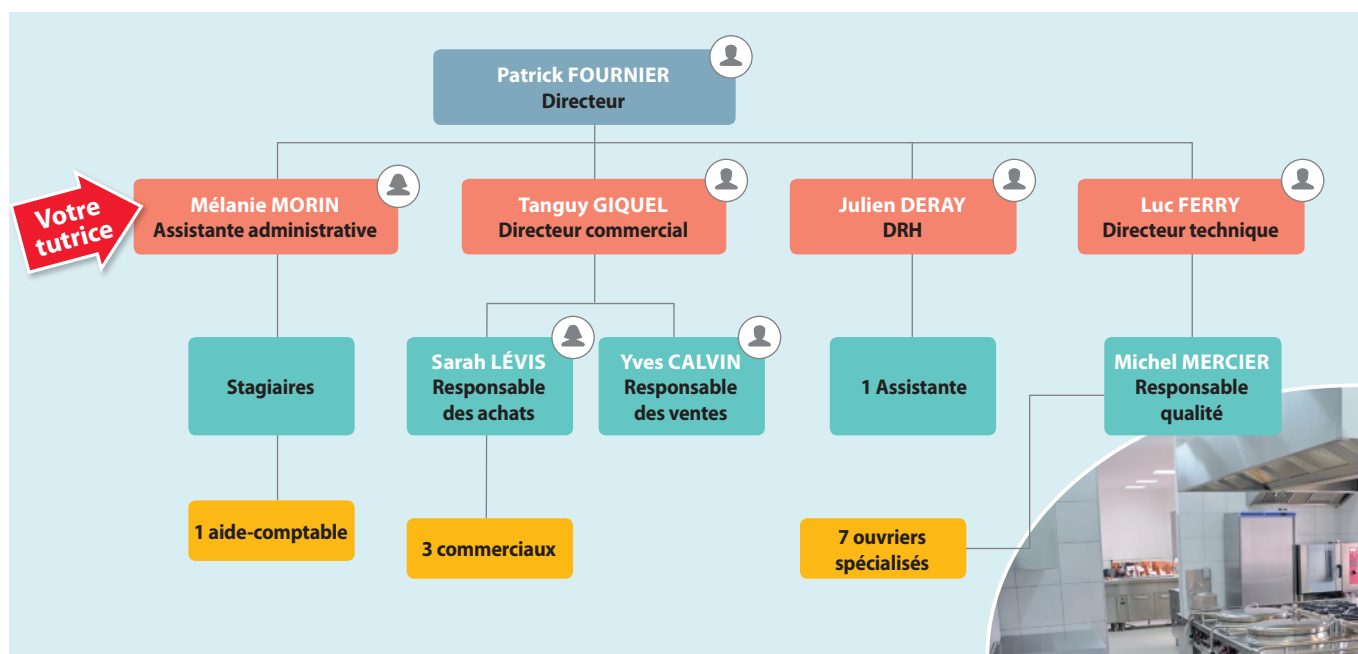 Patrick FOURNIER
Directeur
Votre
tutrice
Mélanie MORIN
Assistante administrative
Tanguy GIQUEL
Directeur commercial
Julien DERAY
DRH
Luc FERRY
Directeur technique
Stagiaires
Sarah LÉVIS
Responsable
des achats
Yves CALVIN
Responsable
des ventes
1 Assistante
Michel MERCIER
Responsable
qualité
1 aide-comptable
3 commerciaux
7 ouvriers
spécialisés